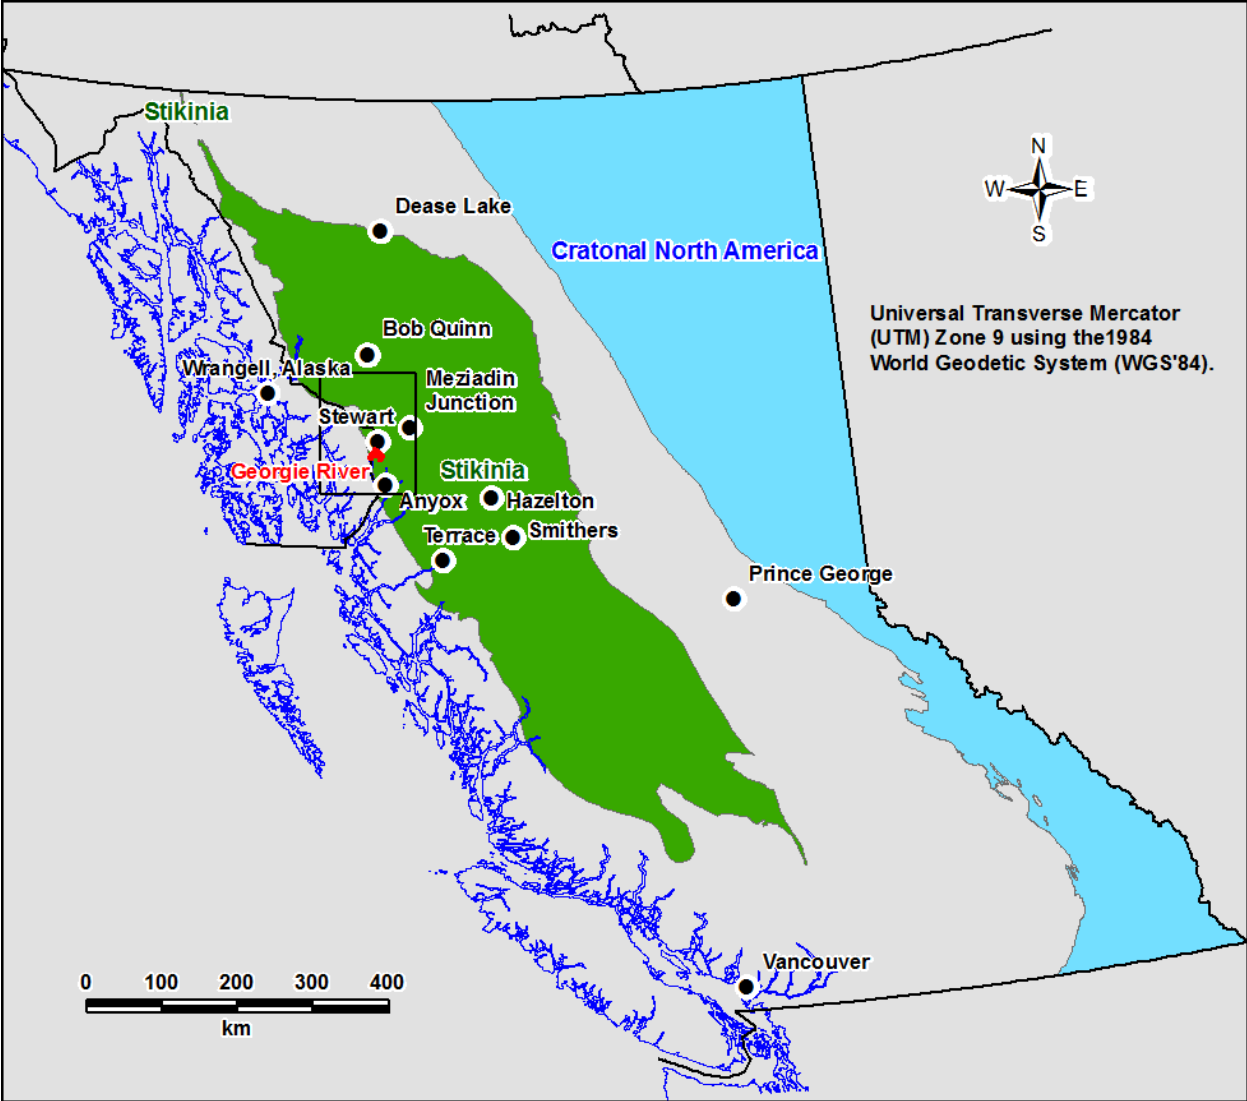 Stikinia
N
W E
S
Dease Lake
Cratonal North America
Universal Transverse Mercator
(UTM) Zone 9 using the1984
World Geodetic System (WGS'84).
Bob Quinn
Wrangell, Alaska
Meziadin
Junction
Stewart
Georgie River
Stikinia
Anyox
Hazelton
Terrace
Smithers
Prince George
Vancouver
0 100 200 300 400
km